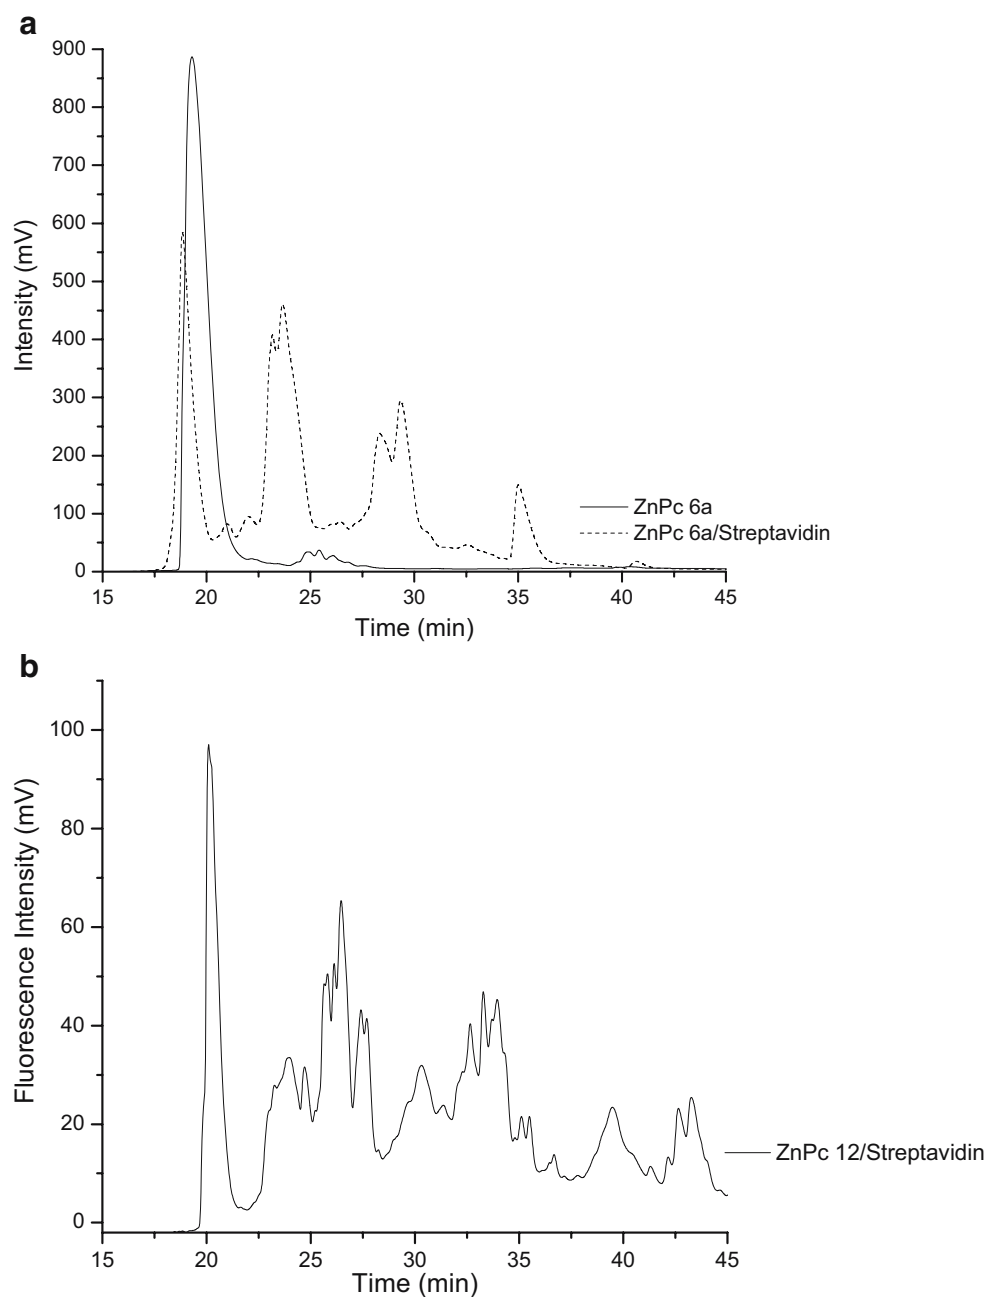 a
900
800
700
600
500
400
300
200
100
0
Intensity (mV)
ZnPc 6a
ZnPc 6a/Streptavidin
15 20 25 30 35 40 45
Time (min)
b
100
80
60
40
20
0
Fluorescence Intensity (mV)
ZnPc 12/Streptavidin
15 20 25 30 35 40 45
Time (min)